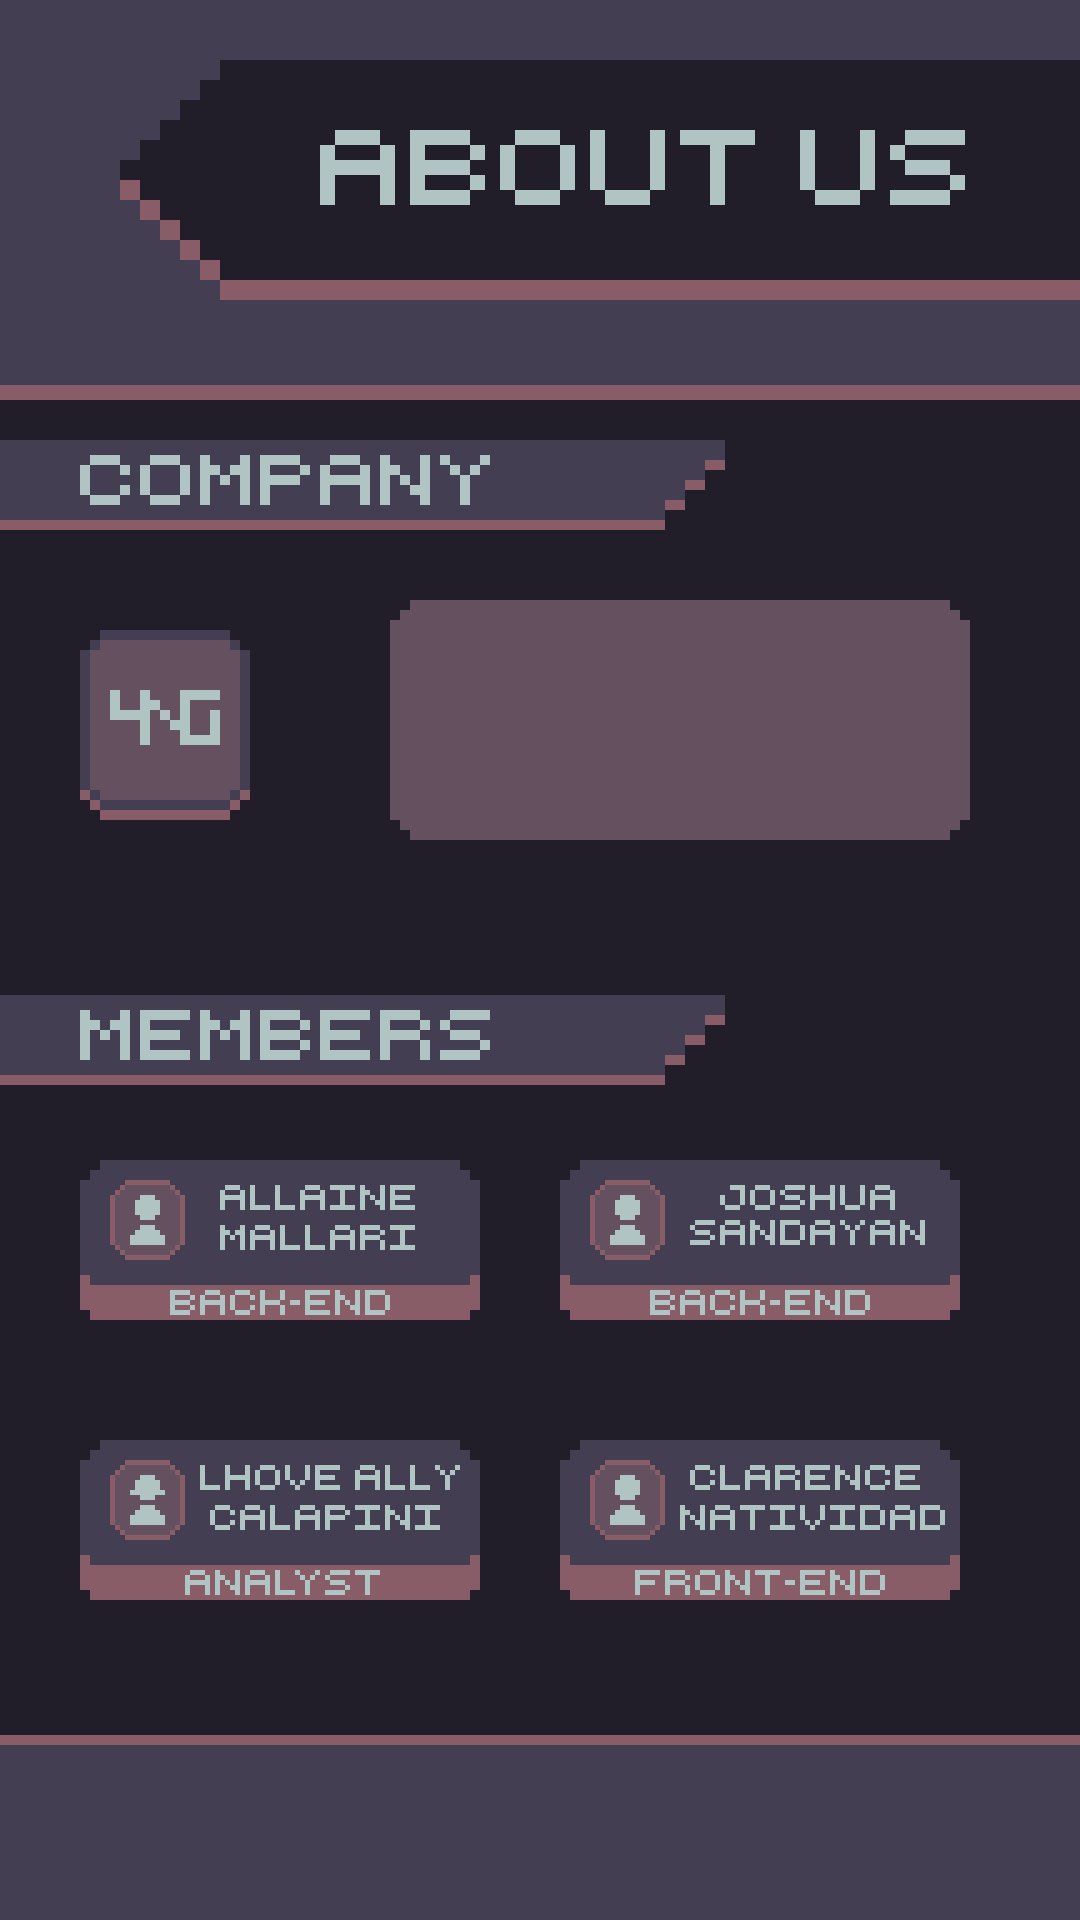 ABOUT US
COMPANY
4NG
MEMBERS
ALLAINE
MALLARI
BACK-END
JOSHUA
SANDAYAN
BACK-END
LHOVE ALLY
CALAPINI
ANALYST
CLARENCE
NATIVIDAD
FRONT-END